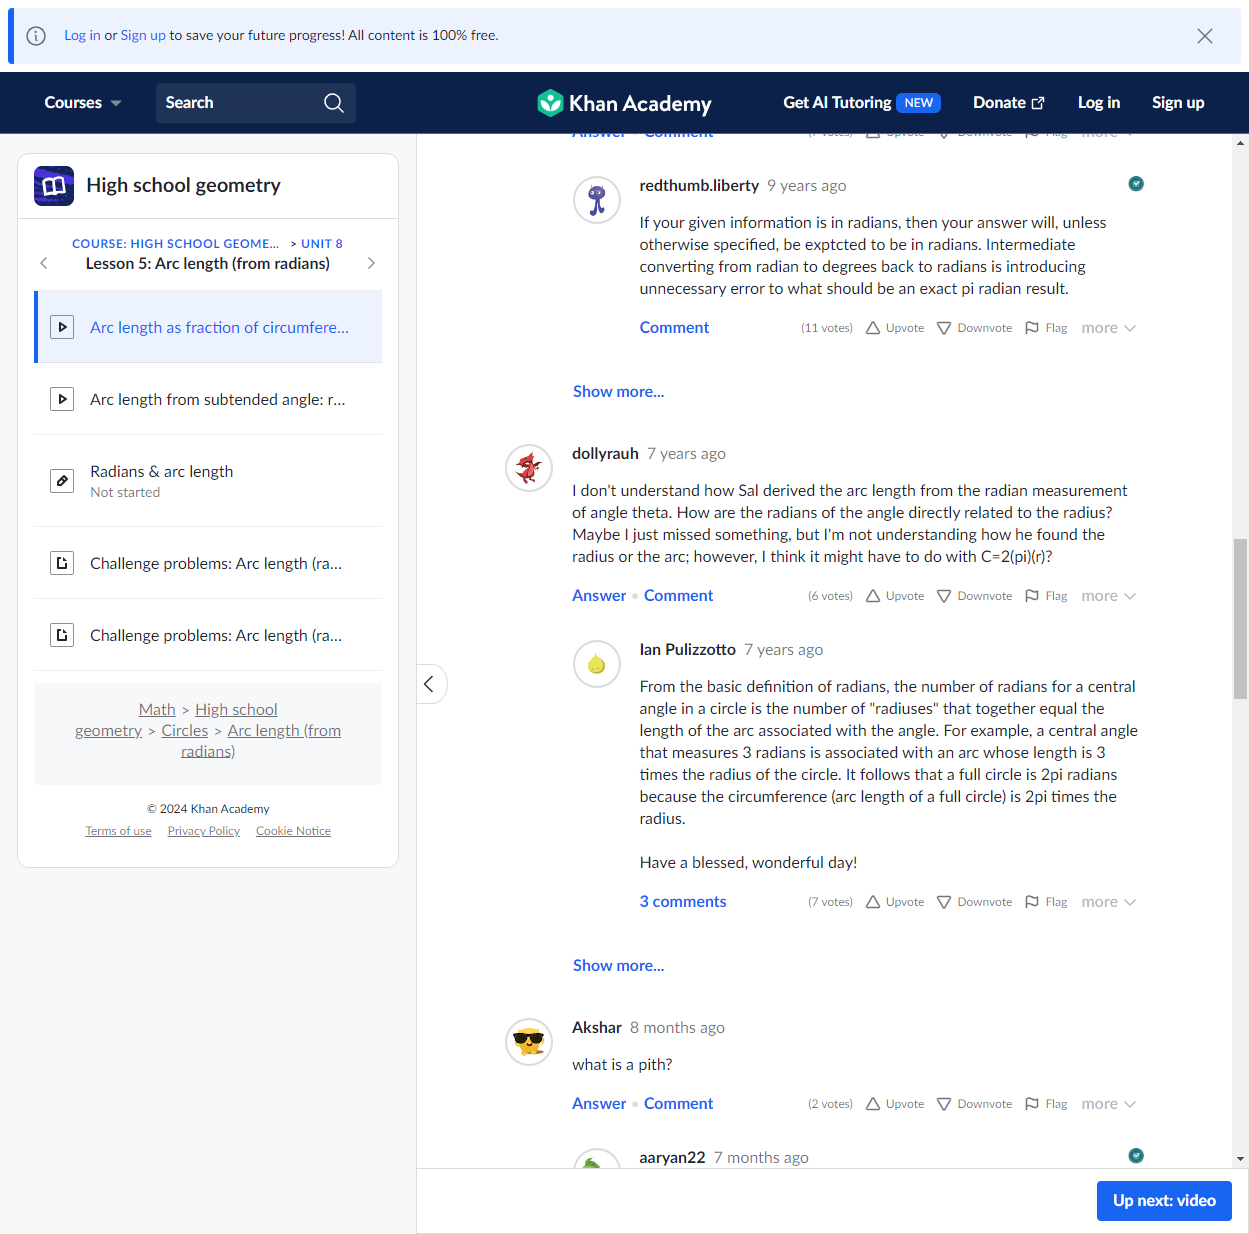 Log in or Sign up to save your future progress! All content is 100% free.
Courses
Search
Khan Academy
Get AI Tutoring NEW
Donate
Log in
Sign up
High school geometry
COURSE: HIGH SCHOOL GEOME... > UNIT 8
Lesson 5: Arc length (from radians)
Arc length as fraction of circumfere...
Arc length from subtended angle: r...
Radians & arc length
Not started
Challenge problems: Arc length (ra...
Challenge problems: Arc length (ra...
Math > High school
geometry > Circles > Arc length (from
radians)
© 2024 Khan Academy
Terms of use Privacy Policy Cookie Notice
Answer • Comment (7 votes) Upvote Downvote Flag more
redthumb.liberty 9 years ago
If your given information is in radians, then your answer will, unless
otherwise specified, be exptcted to be in radians. Intermediate
converting from radian to degrees back to radians is introducing
unnecessary error to what should be an exact pi radian result.
Comment (11 votes) Upvote Downvote Flag more
Show more...
dollyrauh 7 years ago
I don't understand how Sal derived the arc length from the radian measurement
of angle theta. How are the radians of the angle directly related to the radius?
Maybe I just missed something, but I'm not understanding how he found the
radius or the arc; however, I think it might have to do with C=2(pi)(r)?
Answer • Comment (6 votes) Upvote Downvote Flag more
Ian Pulizzotto 7 years ago
From the basic definition of radians, the number of radians for a central
angle in a circle is the number of "radiuses" that together equal the
length of the arc associated with the angle. For example, a central angle
that measures 3 radians is associated with an arc whose length is 3
times the radius of the circle. It follows that a full circle is 2pi radians
because the circumference (arc length of a full circle) is 2pi times the
radius.
Have a blessed, wonderful day!
3 comments (7 votes) Upvote Downvote Flag more
Show more...
Akshar 8 months ago
what is a pith?
Answer • Comment (2 votes) Upvote Downvote Flag more
aaryan22 7 months ago
Up next: video